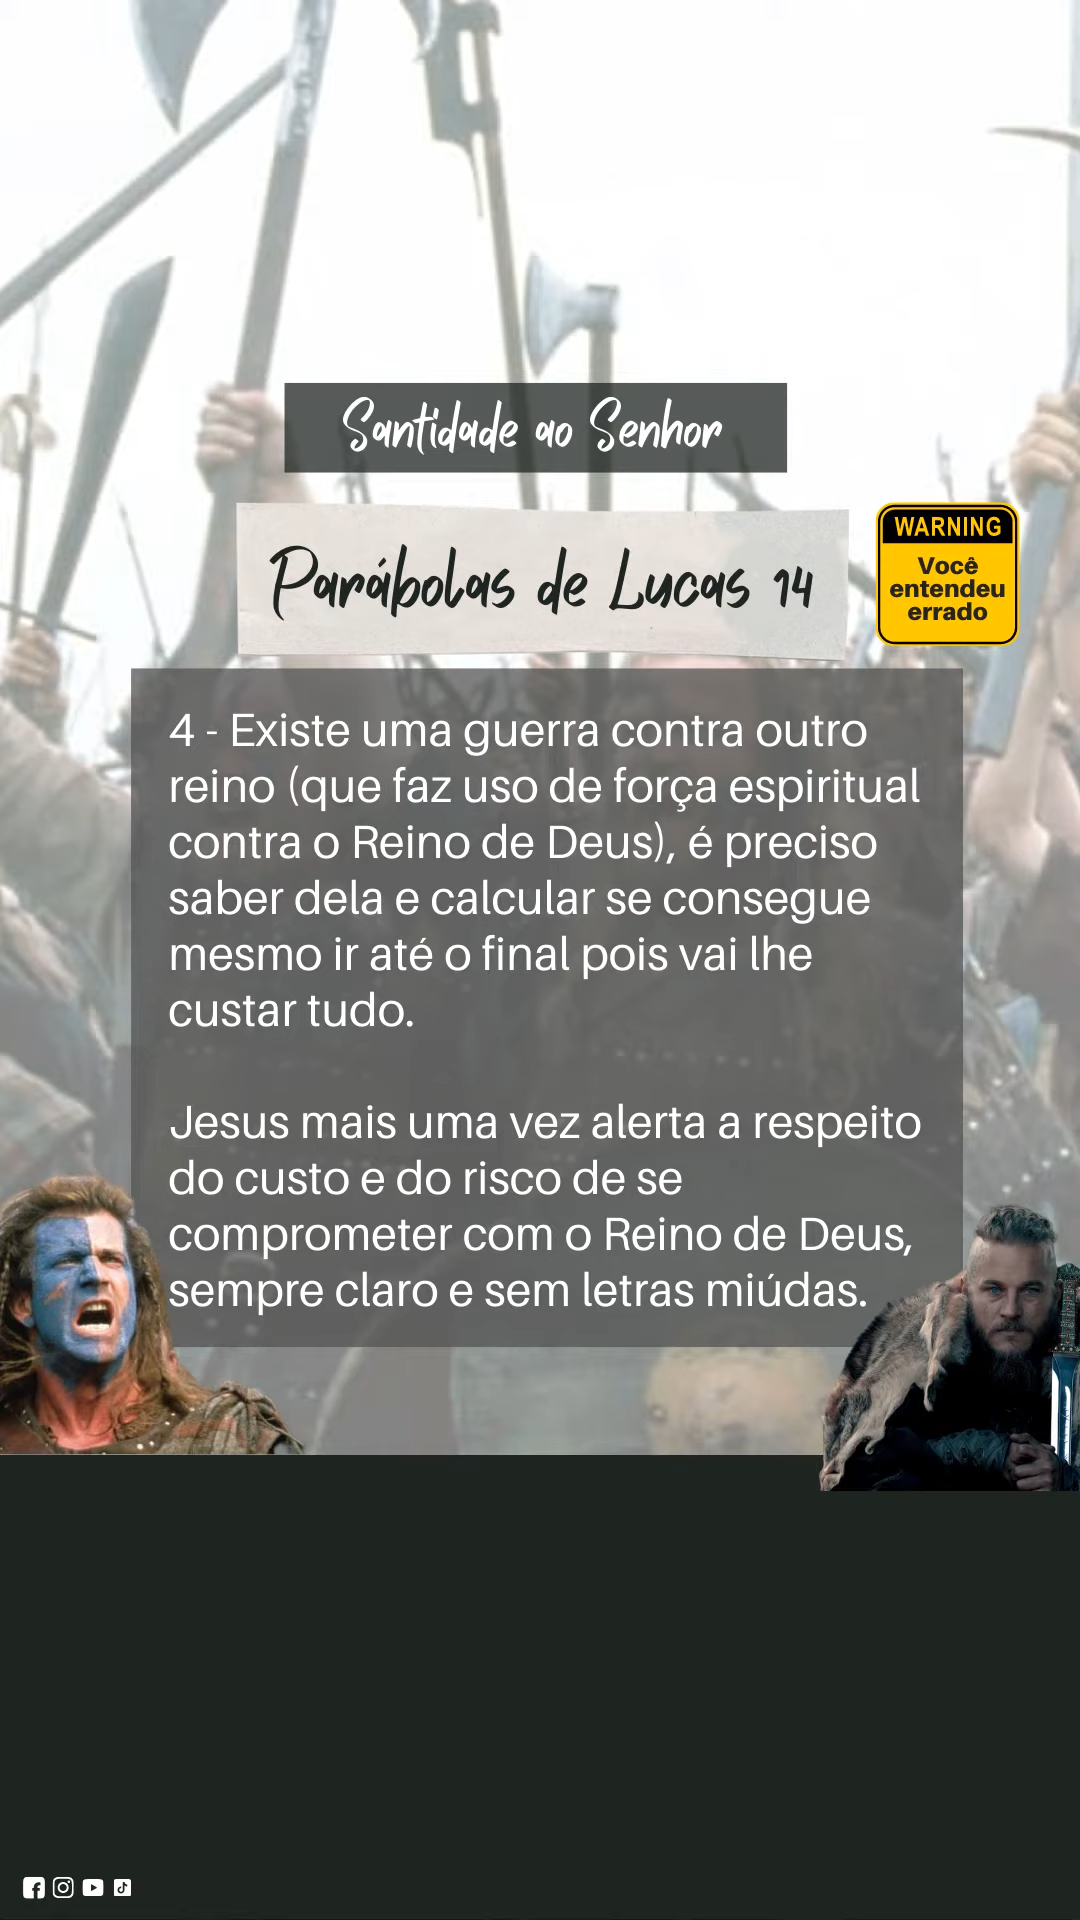 Santidade ao Senhor
Parábolas de Lucas 14
WARNING
Você
entendeu
errado
4 - Existe uma guerra contra outro
reino (que faz uso de força espiritual
contra o Reino de Deus), é preciso
saber dela e calcular se consegue
mesmo ir até o final pois vai lhe
custar tudo.
Jesus mais uma vez alerta a respeito
do custo e do risco de se
comprometer com o Reino de Deus,
sempre claro e sem letras miúdas.